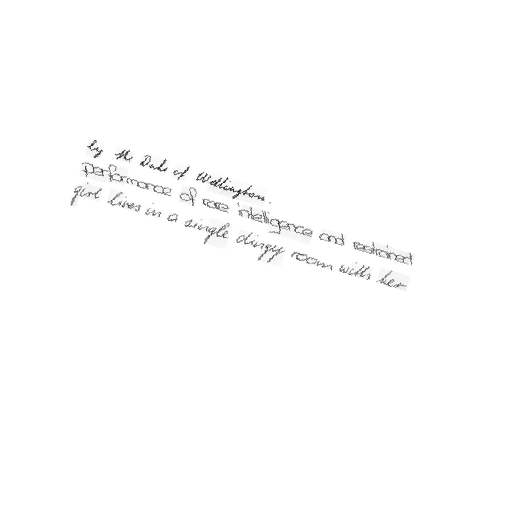 by the Duke of Wellington.
performance of rare intelligence and restrained
girl lives in a single dingy room with her